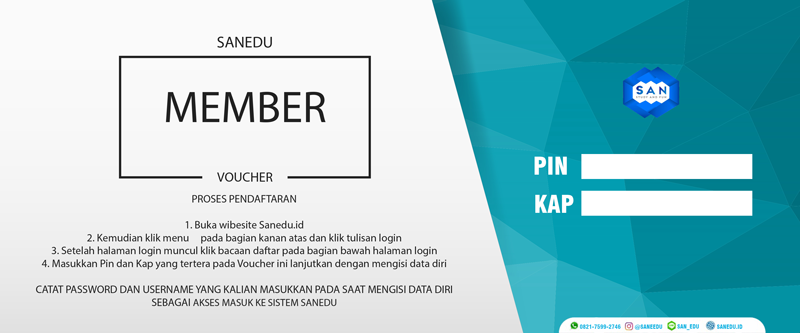 SANEDU
MEMBER
VOUCHER
PROSES PENDAFTARAN
1. Buka wibesite Sanedu.id
2. Kemudian klik menu pada bagian kanan atas dan klik tulisan login
3. Setelah halaman login muncul klik bacaan daftar pada bagian bawah halaman login
4. Masukkan Pin dan Kap yang tertera pada Voucher ini lanjutkan dengan mengisi data diri
CATAT PASSWORD DAN USERNAME YANG KALIAN MASUKKAN PADA SAAT MENGISI DATA DIRI
SEBAGAI AKSES MASUK KE SISTEM SANEDU
SAN
STUDY AND FUN
PIN
KAP
0821-7599-2746 @SANEEDU SAN_EDU SANEDU.ID